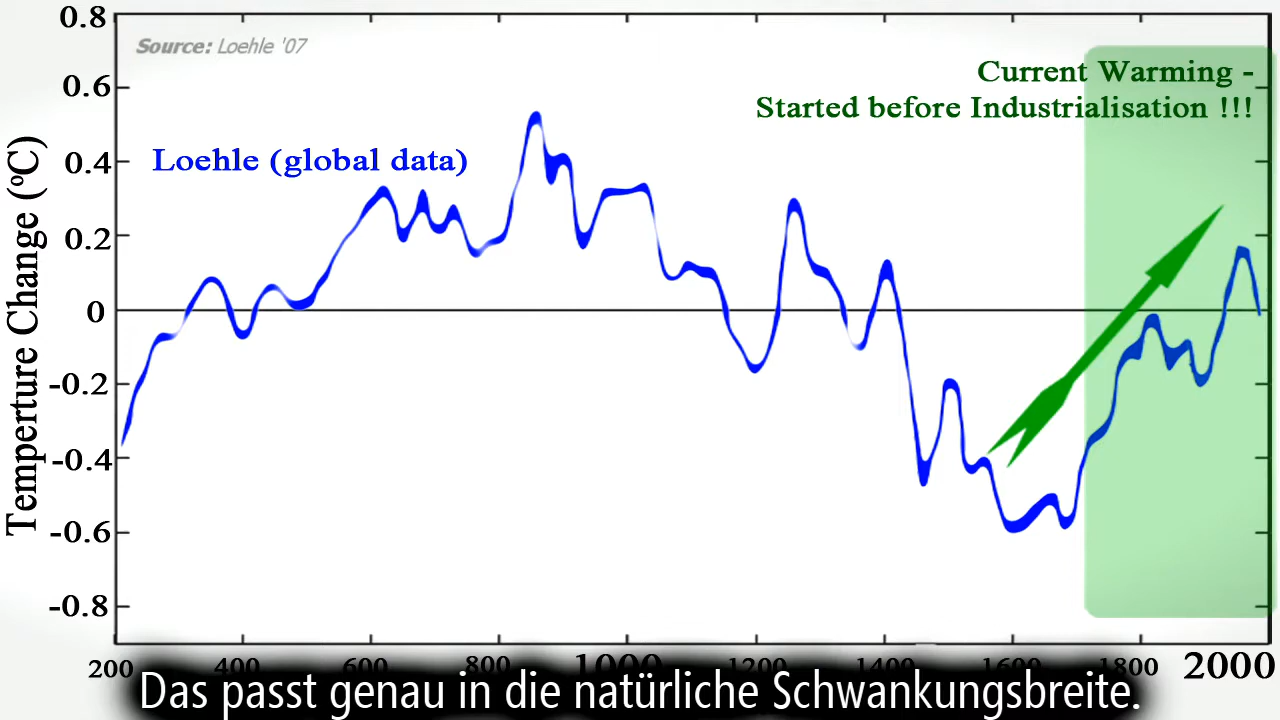 0.8
Source: Loehle '07
Current Warming -
0.6
Started before Industrialisation !!!
Loehle (global data)
0.4
0.2
0
-0.2
-0.4
-0.6
-0.8
Temperture Change (ºC)
200 400 600 800 1000 1200 1400 1600 1800 2000
Das passt genau in die natürliche Schwankungsbreite.